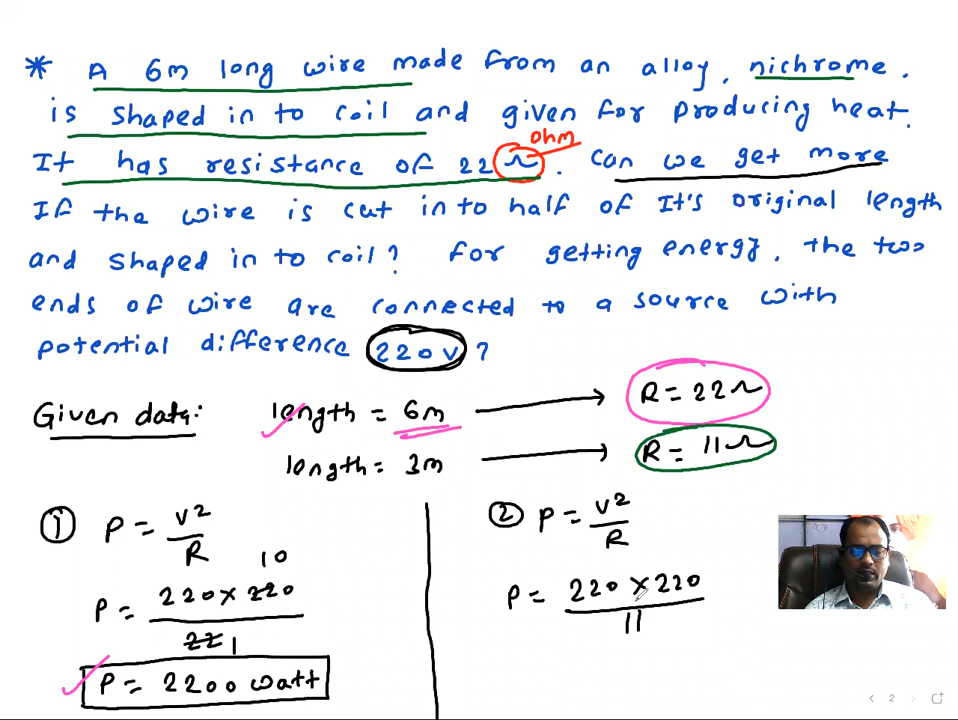 * A 6m long wire made from an alloy, nichrome,
is shaped in to coil and given for producing heat.
ohm
It has resistance of 22 Ω. Can we get more
If the wire is cut in to half of It's original length
and shaped in to coil? For getting energy, the two
ends of wire are connected to a source with
potential difference 220 V ?
Given data: length = 6m → R = 22Ω
length = 3m → R = 11Ω
① P = V²/R
10
P = 220 × 220 / 22 1
P = 2200 watt
② P = V²/R
P = 220 × 220 / 11
2